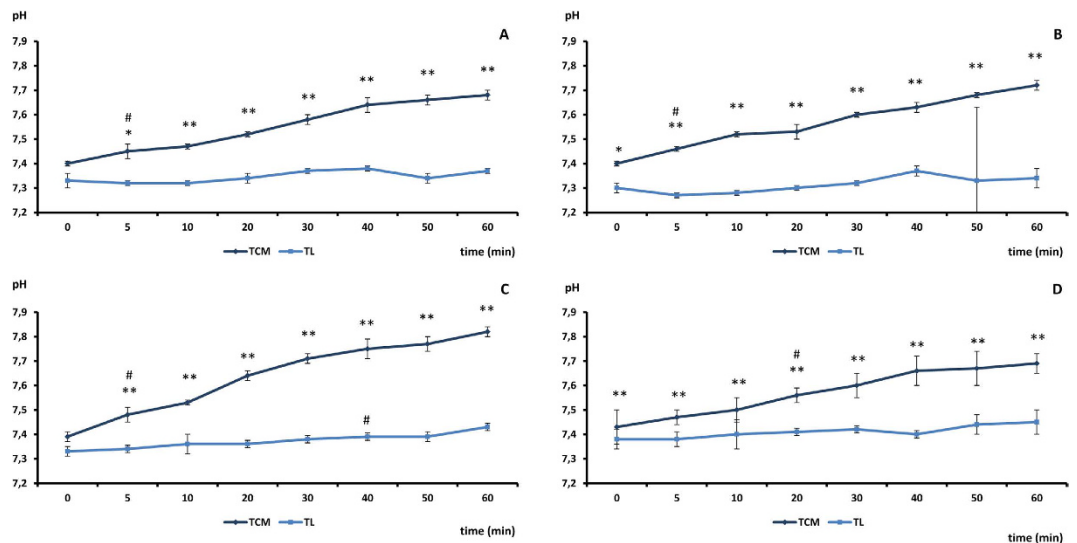 pH
A
7,9
7,8
7,7
7,6
7,5
7,4
7,3
7,2
# 
* ** ** ** ** ** **
0 5 10 20 30 40 50 60
time (min)
TCM TL
pH
B
7,9
7,8
7,7
7,6
7,5
7,4
7,3
7,2
#
* ** ** ** ** ** ** **
0 5 10 20 30 40 50 60
time (min)
TCM TL
pH
C
7,9
7,8
7,7
7,6
7,5
7,4
7,3
7,2
#
** ** ** ** ** ** **
#
0 5 10 20 30 40 50 60
TCM TL
time (min)
pH
D
7,9
7,8
7,7
7,6
7,5
7,4
7,3
7,2
#
** ** ** ** ** ** ** **
0 5 10 20 30 40 50 60
TCM TL
time (min)